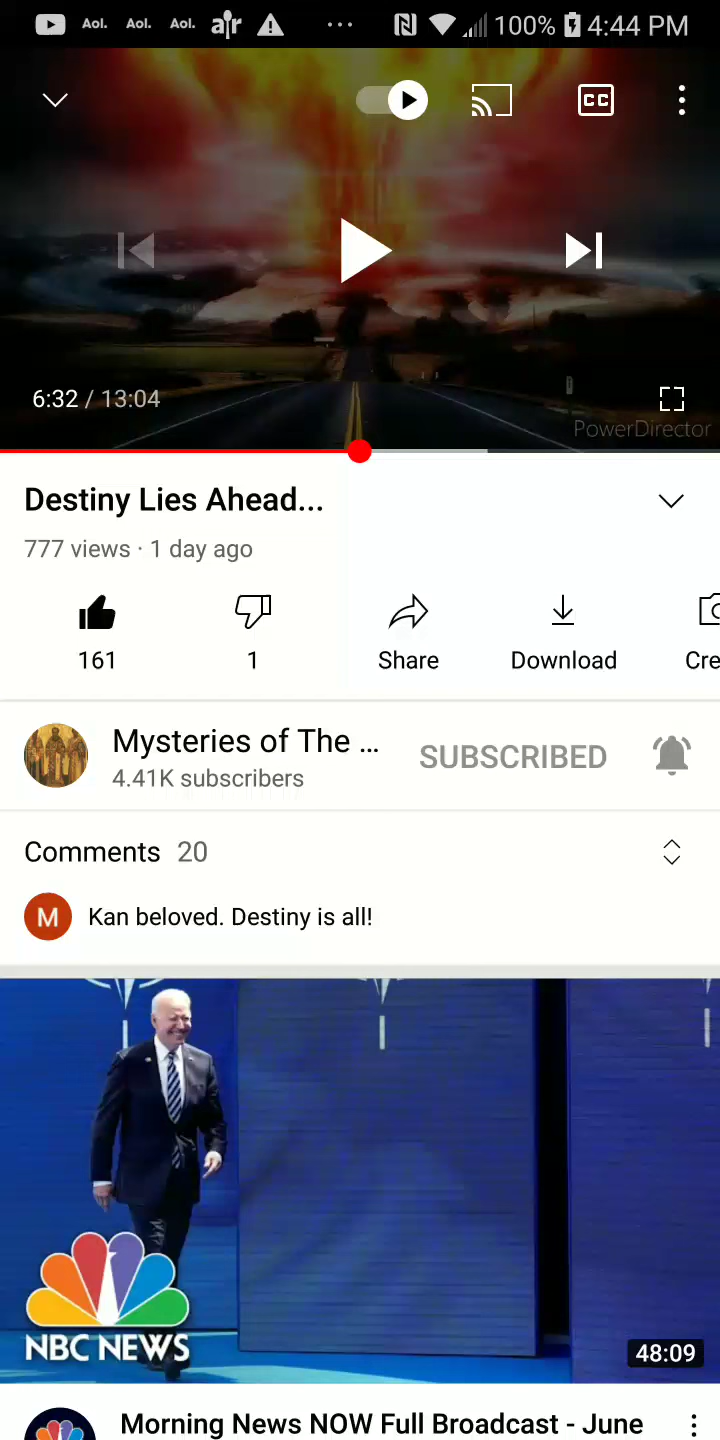 Aol. Aol. Aol. air ... 100% 4:44 PM
CC
6:32 / 13:04
PowerDirector
Destiny Lies Ahead...
777 views · 1 day ago
161 1 Share Download Cre
Mysteries of The ... SUBSCRIBED
4.41K subscribers
Comments 20
M Kan beloved. Destiny is all!
NBC NEWS
48:09
Morning News NOW Full Broadcast - June